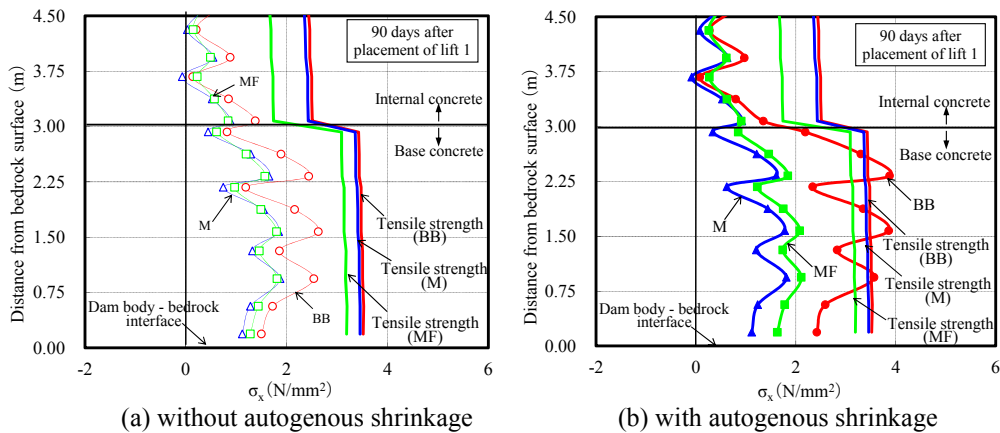 4.50
3.75
3.00
2.25
1.50
0.75
0.00
Distance from bedrock surface (m)
90 days after
placement of lift 1
MF
Internal concrete
Base concrete
M
Tensile strength
(BB)
Tensile strength
(M)
BB
Tensile strength
(MF)
Dam body - bedrock
interface
-2 0 2 4 6
σx (N/mm²)
(a) without autogenous shrinkage
4.50
3.75
3.00
2.25
1.50
0.75
0.00
Distance from bedrock surface (m)
90 days after
placement of lift 1
Internal concrete
Base concrete
BB
M
Tensile strength
(BB)
MF
Tensile strength
(M)
Dam body - bedrock
interface
Tensile strength
(MF)
-2 0 2 4 6
σx (N/mm²)
(b) with autogenous shrinkage